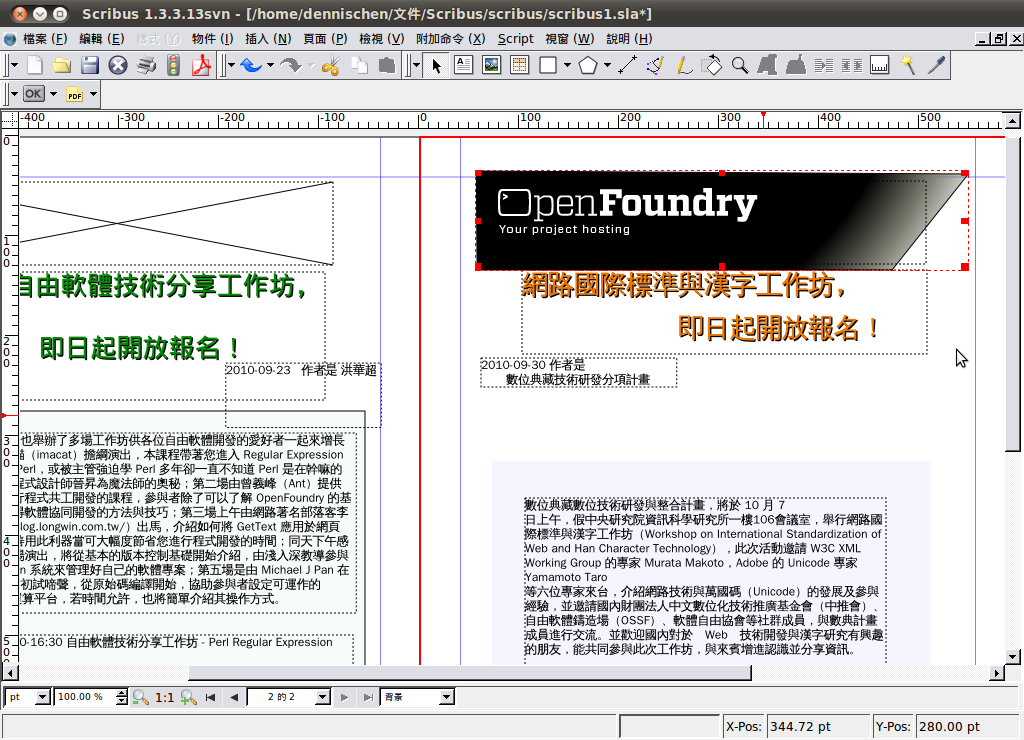 Scribus 1.3.3.13svn - [/home/dennischen/文件/Scribus/scribus/scribus1.sla*]
檔案 (F) 編輯 (E) 樣式 (Y) 物件 (I) 插入 (N) 頁面 (P) 檢視 (V) 附加命令 (X) Script 視窗 (W) 說明 (H)
OK PDF
-400 -300 -200 -100 0 100 200 300 400 500
0
100
200
300
400
500
自由軟體技術分享工作坊，
即日起開放報名！
2010-09-23 作者是 洪華超
也舉辦了多場工作坊供各位自由軟體開發的愛好者一起來增長
（imacat）擔綱演出，本課程帶著您進入 Regular Expression
Perl，或被主管強迫學 Perl 多年卻一直不知道 Perl 是在幹嘛的
程式設計師晉昇為魔法師的奧秘；第二場由曾義峰（Ant）提供
行程式共工開發的課程，參與者除了可以了解 OpenFoundry 的基
軟體協同開發的方法與技巧；第三場上午由網路著名部落客李
log.longwin.com.tw/）出馬，介紹如何將 GetText 應用於網頁
用此利器當可大幅度節省您進行程式開發的時間；同天下午感
演出，將從基本的版本控制基礎開始介紹，由淺入深教導參與
n 系統來管理好自己的軟體專案；第五場是由 Michael J Pan 在
初試啼聲，從原始碼編譯開始，協助參與者設定可運作的
算平台，若時間允許，也將簡單介紹其操作方式。
0-16:30 自由軟體技術分享工作坊 - Perl Regular Expression
OpenFoundry
Your project hosting
網路國際標準與漢字工作坊，
即日起開放報名！
2010-09-30 作者是
數位典藏技術研發分項計畫
數位典藏數位技術研發與整合計畫，將於 10 月 7
日上午，假中央研究院資訊科學研究所一樓106會議室，舉行網路國
際標準與漢字工作坊（Workshop on International Standardization of
Web and Han Character Technology），此次活動邀請 W3C XML
Working Group 的專家 Murata Makoto，Adobe 的 Unicode 專家
Yamamoto Taro
等六位專家來台，介紹網路技術與萬國碼（Unicode）的發展及參與
經驗，並邀請國內財團法人中文數位化技術推廣基金會（中推會）、
自由軟體鑄造場（OSSF）、軟體自由協會等社群成員，與數典計畫
成員進行交流。並歡迎國內對於 Web 技術開發與漢字研究有興趣
的朋友，能共同參與此次工作坊，與來賓增進認識並分享資訊。
pt 100.00 % 1:1 2 的 2 背景
X-Pos: 344.72 pt Y-Pos: 280.00 pt